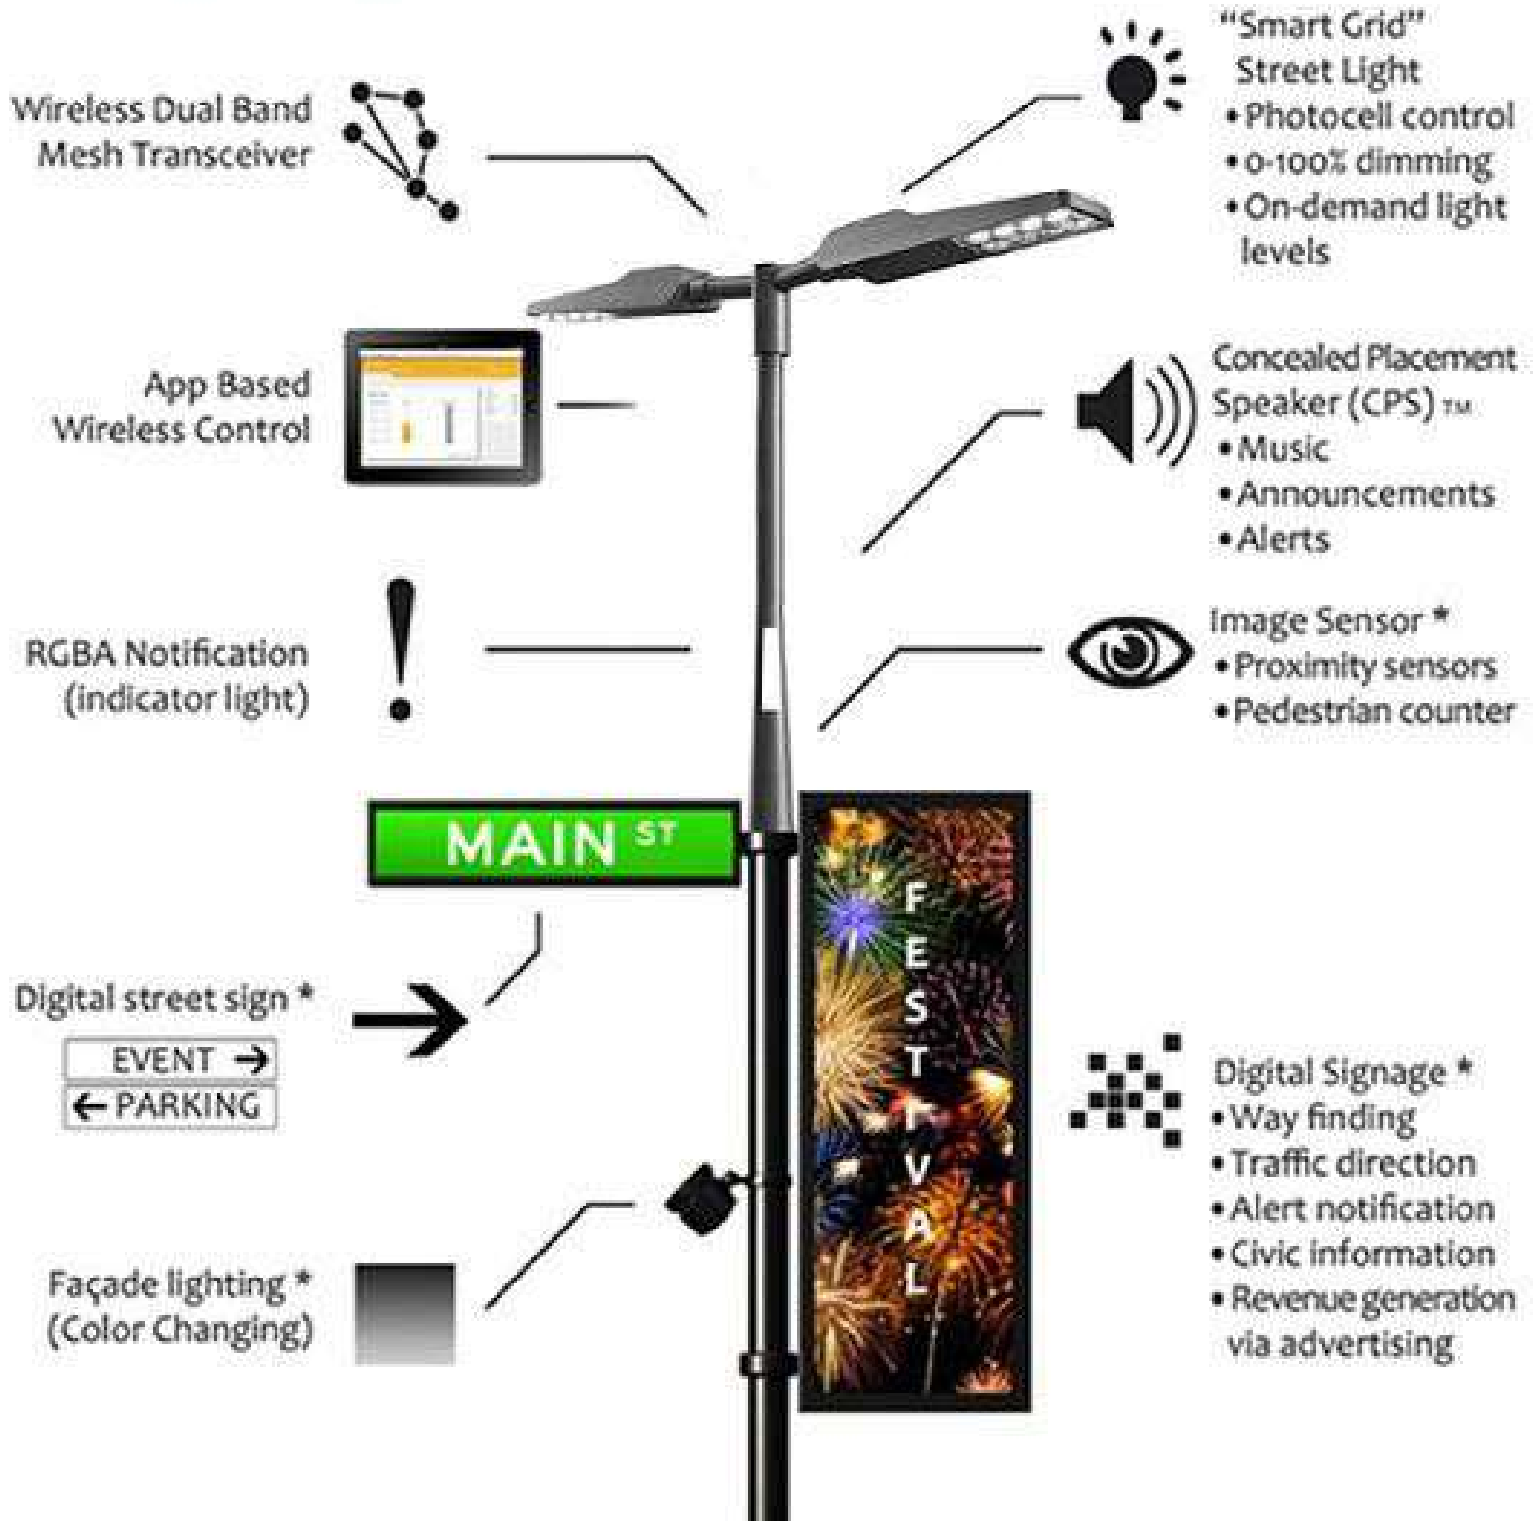 Wireless Dual Band
Mesh Transceiver
App Based
Wireless Control
RGBA Notification
(indicator light)
MAIN ST
Digital street sign *
EVENT →
← PARKING
Façade lighting *
(Color Changing)
“Smart Grid”
Street Light
• Photocell control
• 0-100% dimming
• On-demand light
levels
Concealed Placement
Speaker (CPS) TM
• Music
• Announcements
• Alerts
Image Sensor *
• Proximity sensors
• Pedestrian counter
FESTIVAL
Digital Signage *
• Way finding
• Traffic direction
• Alert notification
• Civic information
• Revenue generation
via advertising